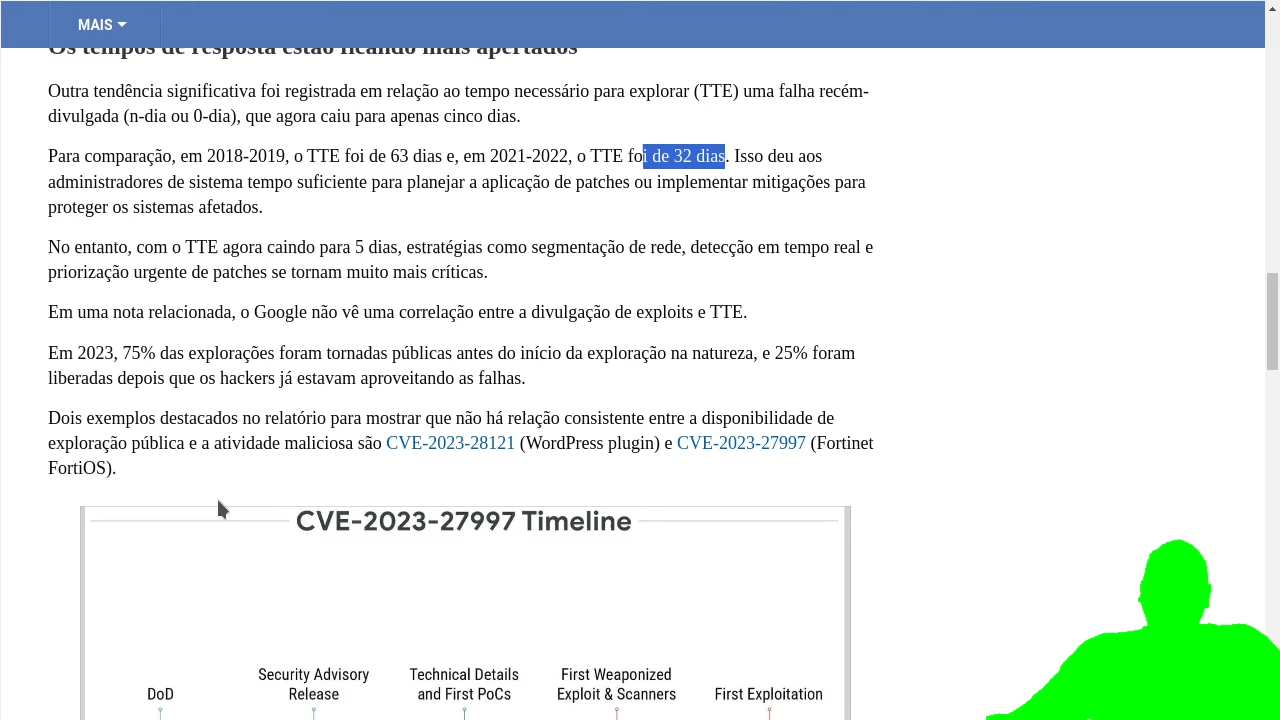 MAIS
Os tempos de resposta estão ficando mais apertados
Outra tendência significativa foi registrada em relação ao tempo necessário para explorar (TTE) uma falha recém-
divulgada (n-dia ou 0-dia), que agora caiu para apenas cinco dias.
Para comparação, em 2018-2019, o TTE foi de 63 dias e, em 2021-2022, o TTE foi de 32 dias. Isso deu aos
administradores de sistema tempo suficiente para planejar a aplicação de patches ou implementar mitigações para
proteger os sistemas afetados.
No entanto, com o TTE agora caindo para 5 dias, estratégias como segmentação de rede, detecção em tempo real e
priorização urgente de patches se tornam muito mais críticas.
Em uma nota relacionada, o Google não vê uma correlação entre a divulgação de exploits e TTE.
Em 2023, 75% das explorações foram tornadas públicas antes do início da exploração na natureza, e 25% foram
liberadas depois que os hackers já estavam aproveitando as falhas.
Dois exemplos destacados no relatório para mostrar que não há relação consistente entre a disponibilidade de
exploração pública e a atividade maliciosa são CVE-2023-28121 (WordPress plugin) e CVE-2023-27997 (Fortinet
FortiOS).
CVE-2023-27997 Timeline
Security Advisory Technical Details First Weaponized
DoD Release and First PoCs Exploit & Scanners First Exploitation